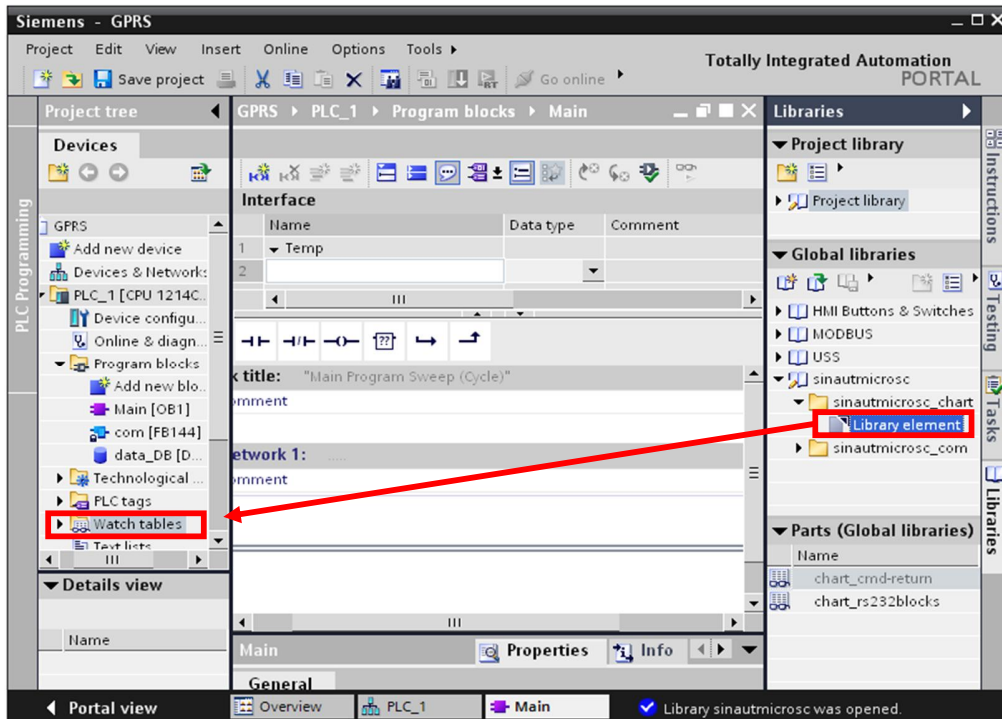 Siemens - GPRS
Project Edit View Insert Online Options Tools
Save project
Go online
Totally Integrated Automation
PORTAL
Project tree
Devices
PLC Programming
GPRS
Add new device
Devices & Networks
PLC_1 [CPU 1214C..
Device configu...
Online & diagn...
Program blocks
Add new blo..
Main [OB1]
com [FB144]
data_DB [D...
Technological ...
PLC tags
Watch tables
Text lists
Details view
Name
GPRS PLC_1 Program blocks Main
Interface
Name Data type Comment
1 Temp
2
??
k title: "Main Program Sweep (Cycle)"
omment
etwork 1: .....
omment
Main
Properties
Info
General
Libraries
Project library
Project library
Global libraries
HMI Buttons & Switches
MODBUS
USS
sinautmicrosc
sinautmicrosc_chart
Library element
sinautmicrosc_com
Parts (Global libraries)
Name
chart_cmd-return
chart_rs232blocks
Instructions
Testing
Tasks
Libraries
Portal view
Overview
PLC_1
Main
Library sinautmicrosc was opened.